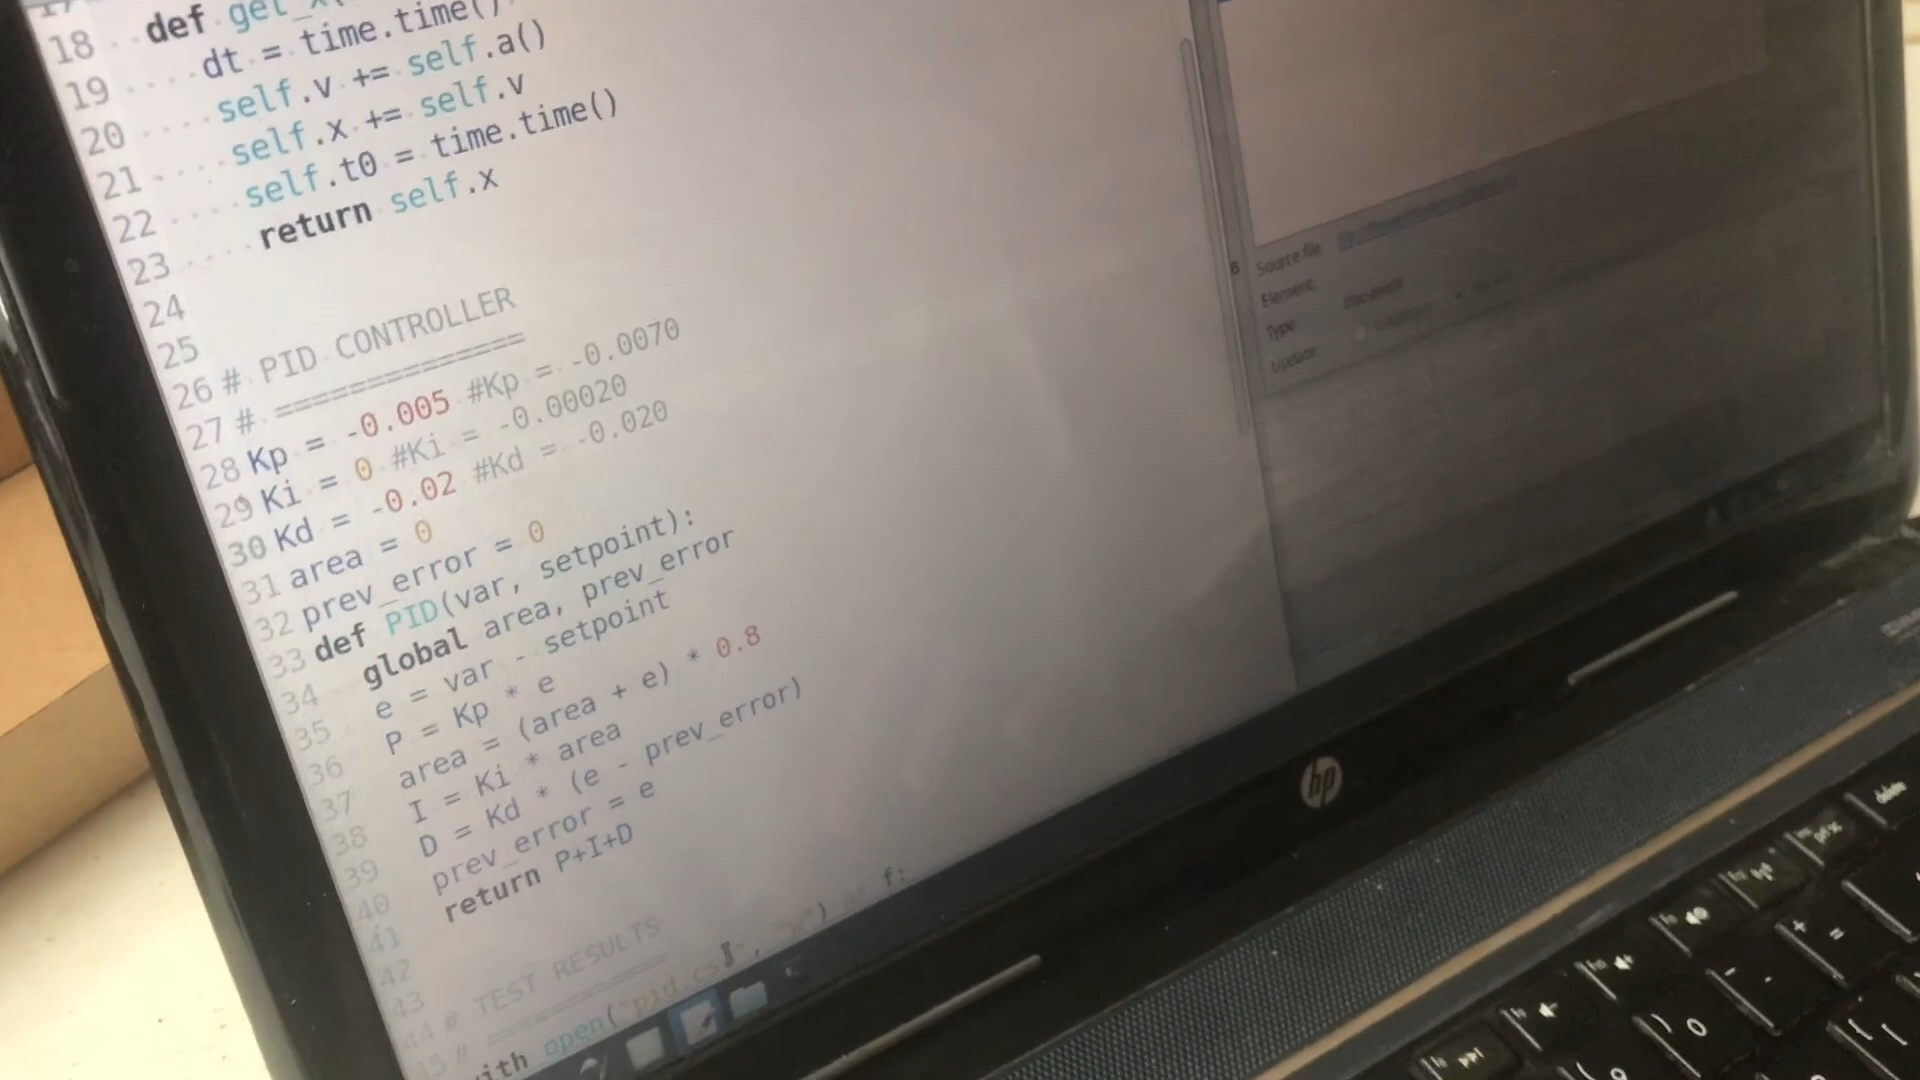 18 def get_x(
19 dt = time.time()
20 self.v += self.a()
21 self.x += self.v
22 self.t0 = time.time()
23 return self.x
24
25
26 # PID CONTROLLER
27 # ==============
28 Kp = -0.005 #Kp = -0.0070
29 Ki = 0 #Ki = -0.00020
30 Kd = -0.02 #Kd = -0.020
31 area = 0
32 prev_error = 0
33 def PID(var, setpoint):
34 global area, prev_error
35 e = var - setpoint
36 P = Kp * e
37 area = (area + e) * 0.8
38 I = Ki * area
39 D = Kd * (e - prev_error)
40 prev_error = e
41 return P+I+D
42
43
44 # TEST RESULTS
45 # ============
with open("pid.cs f:
Source file
Element:
Type:
Update:
hp
delete